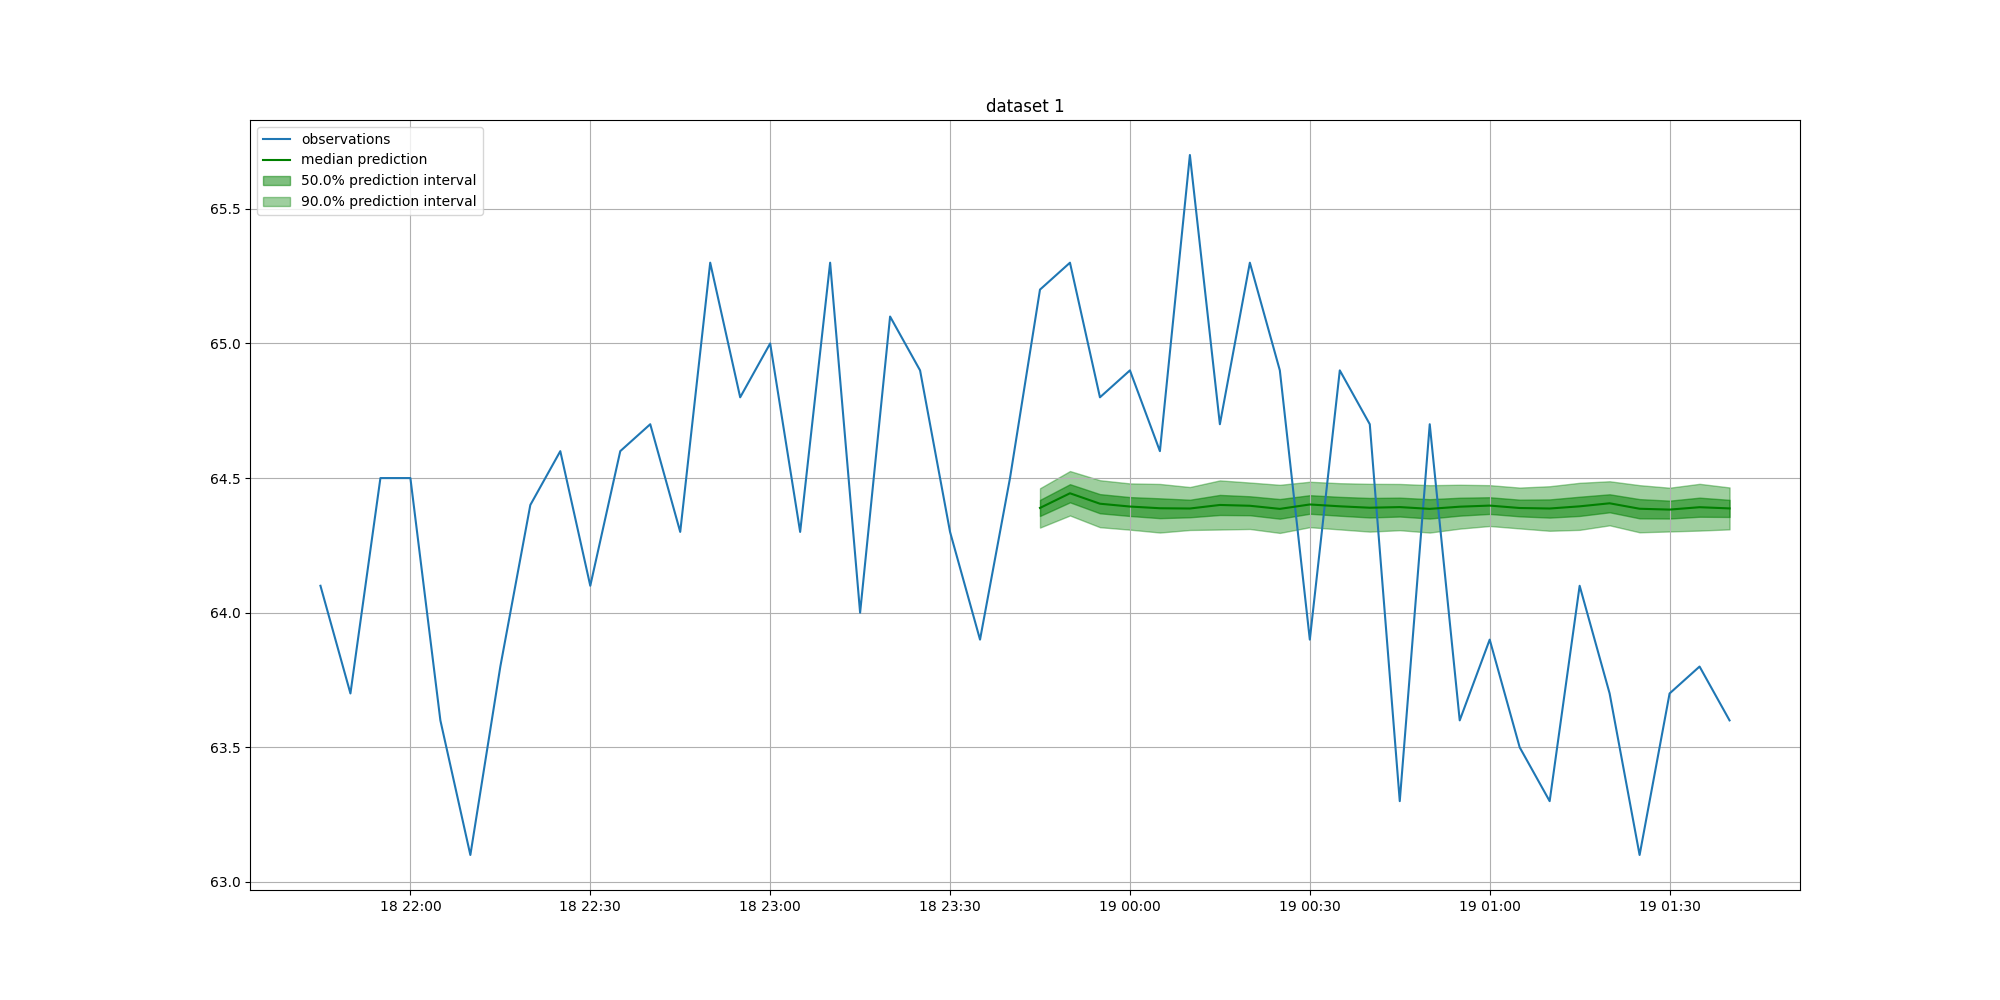 dataset 1
observations
median prediction
50.0% prediction interval
90.0% prediction interval
65.5
65.0
64.5
64.0
63.5
63.0
18 22:00
18 22:30
18 23:00
18 23:30
19 00:00
19 00:30
19 01:00
19 01:30